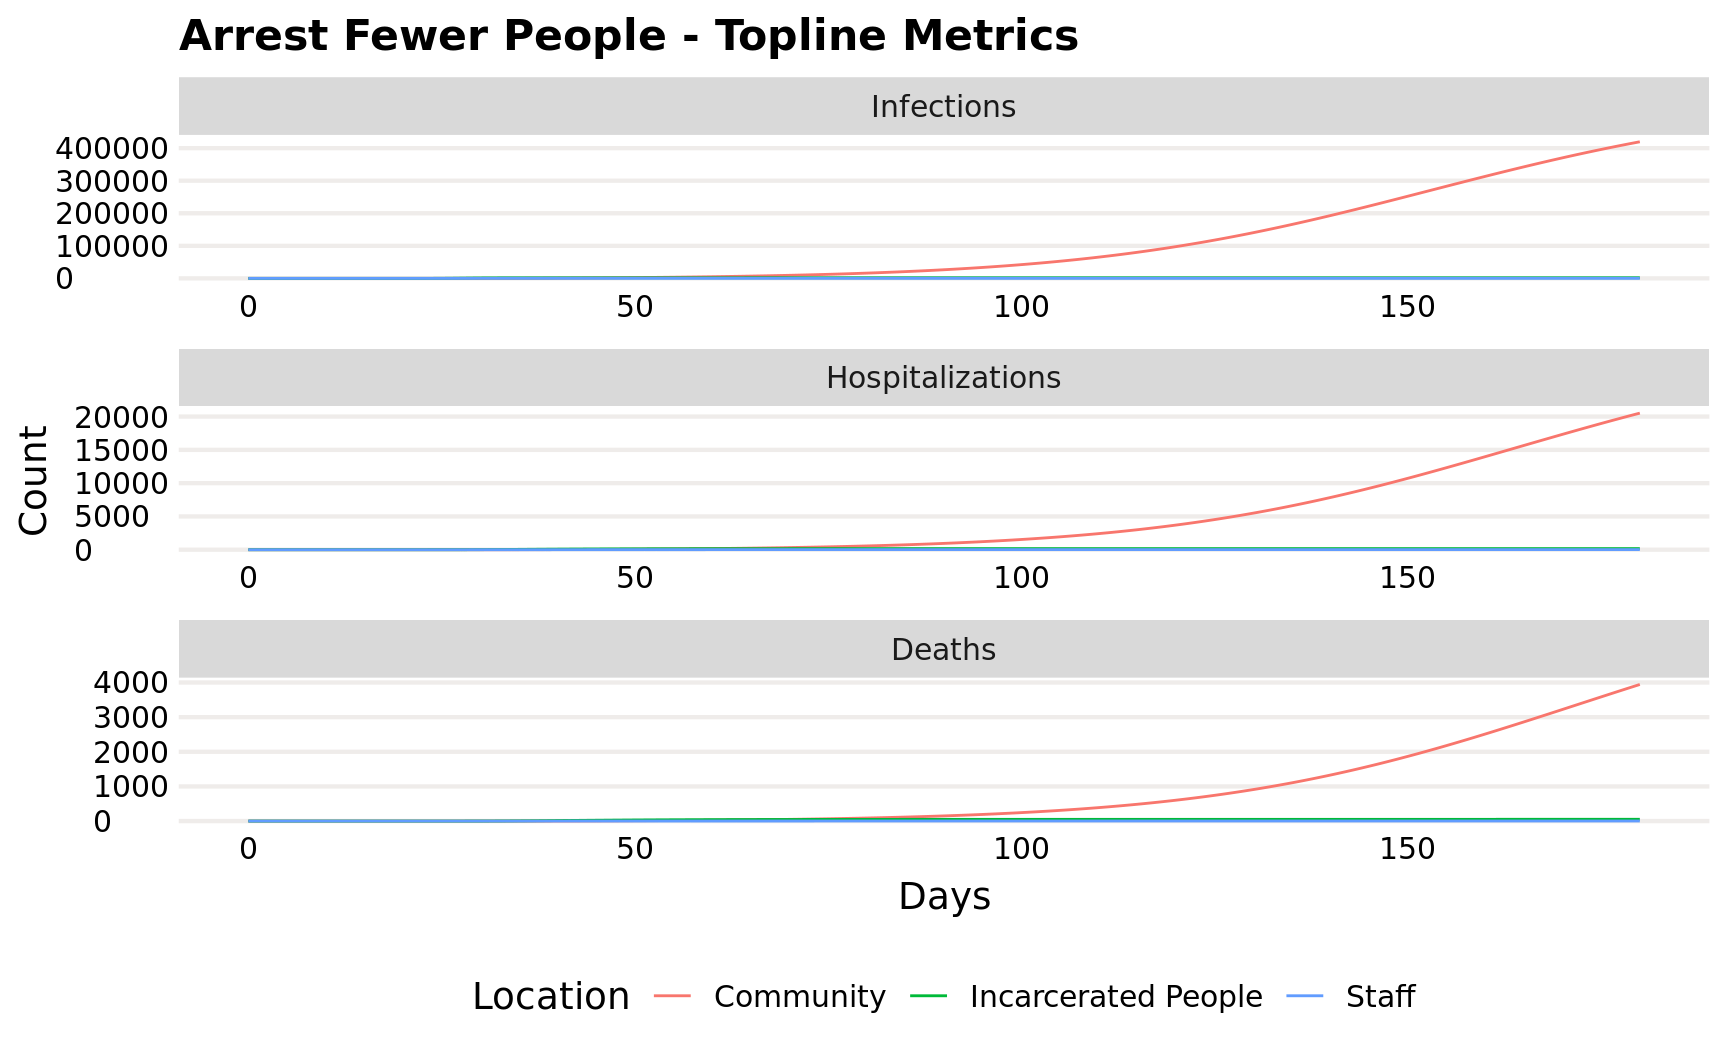 Arrest Fewer People - Topline Metrics
Infections
400000
300000
200000
100000
0
0 50 100 150
Hospitalizations
20000
15000
10000
5000
0
0 50 100 150
Count
Deaths
4000
3000
2000
1000
0
0 50 100 150
Days
Location Community Incarcerated People Staff